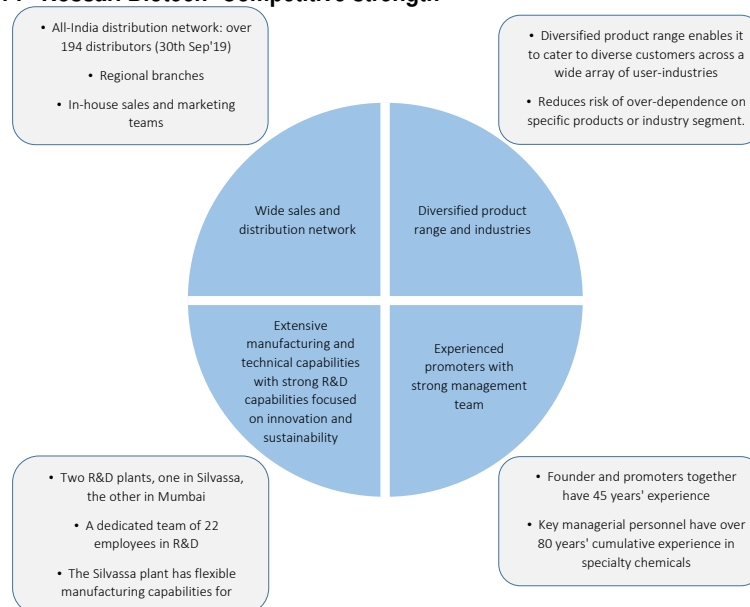 Rossari Biotech- Competitive strength
• All-India distribution network: over
194 distributors (30th Sep'19)
• Regional branches
• In-house sales and marketing
teams
• Diversified product range enables it
to cater to diverse customers across a
wide array of user-industries
• Reduces risk of over-dependence on
specific products or industry segment.
Wide sales and
distribution network
Diversified product
range and industries
Extensive
manufacturing and
technical capabilities
with strong R&D
capabilities focused
on innovation and
sustainability
Experienced
promoters with
strong management
team
• Two R&D plants, one in Silvassa,
the other in Mumbai
• A dedicated team of 22
employees in R&D
• The Silvassa plant has flexible
manufacturing capabilities for
• Founder and promoters together
have 45 years' experience
• Key managerial personnel have over
80 years' cumulative experience in
specialty chemicals